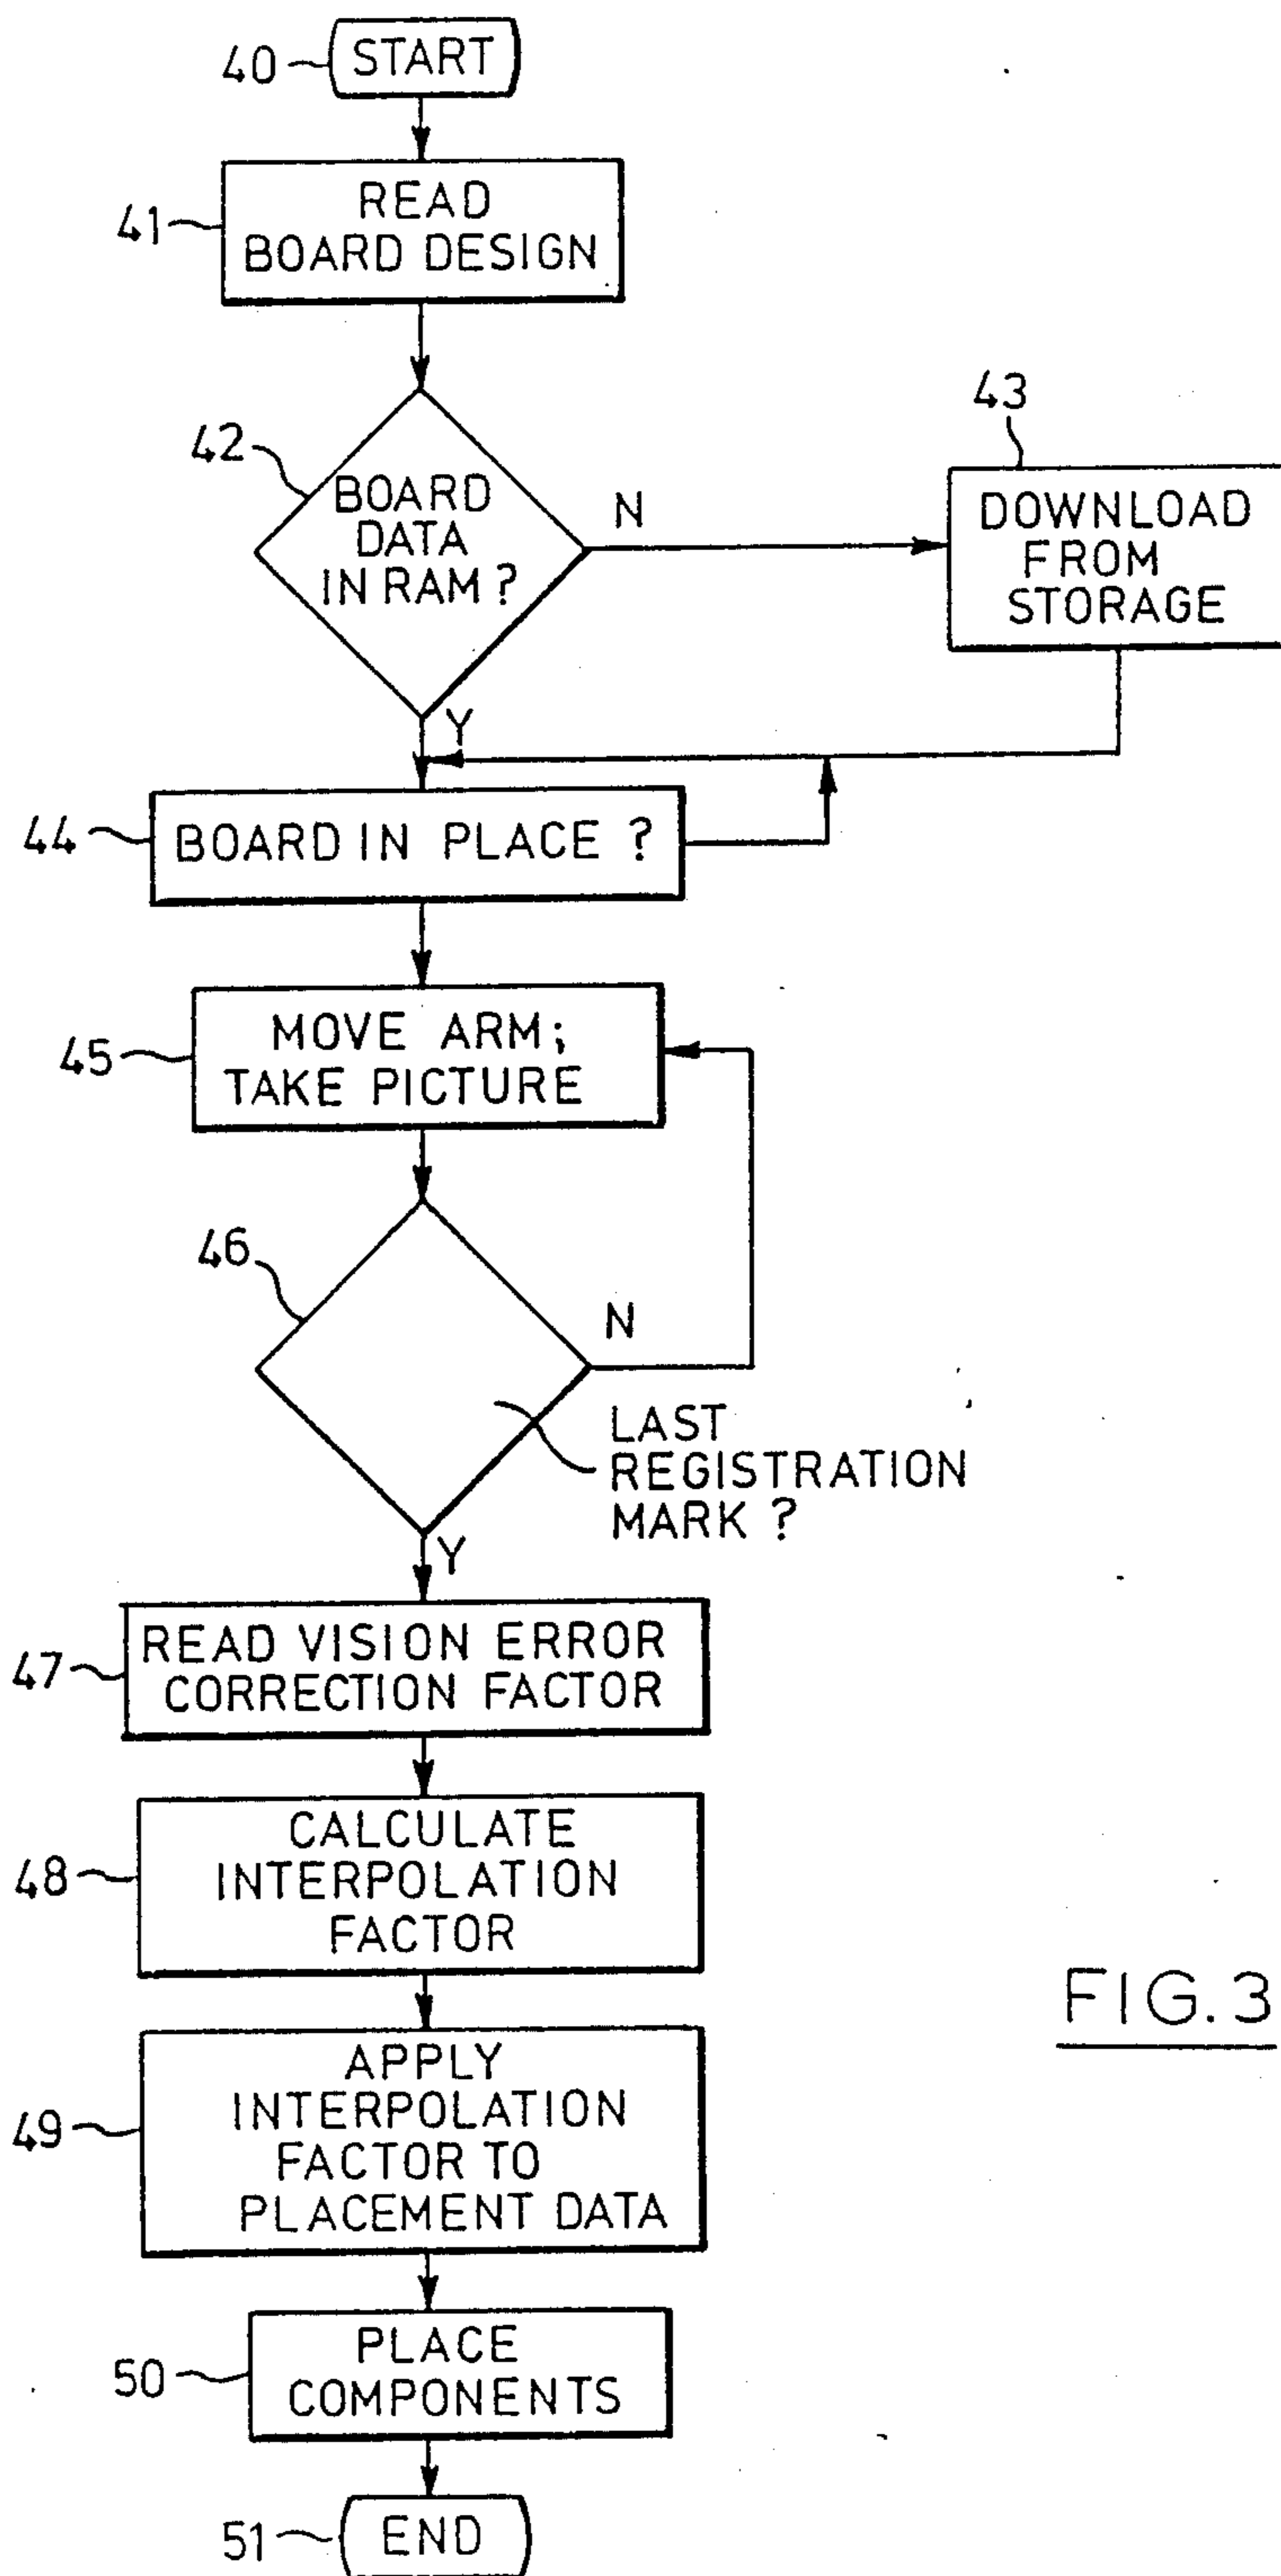 40
START
41
READ
BOARD DESIGN
42
BOARD
DATA
IN RAM ?
N
43
DOWNLOAD
FROM
STORAGE
Y
44
BOARD IN PLACE ?
45
MOVE ARM;
TAKE PICTURE
46
N
LAST
REGISTRATION
MARK ?
Y
47
READ VISION ERROR
CORRECTION FACTOR
48
CALCULATE
INTERPOLATION
FACTOR
49
APPLY
INTERPOLATION
FACTOR TO
PLACEMENT DATA
50
PLACE
COMPONENTS
51
END
FIG. 3